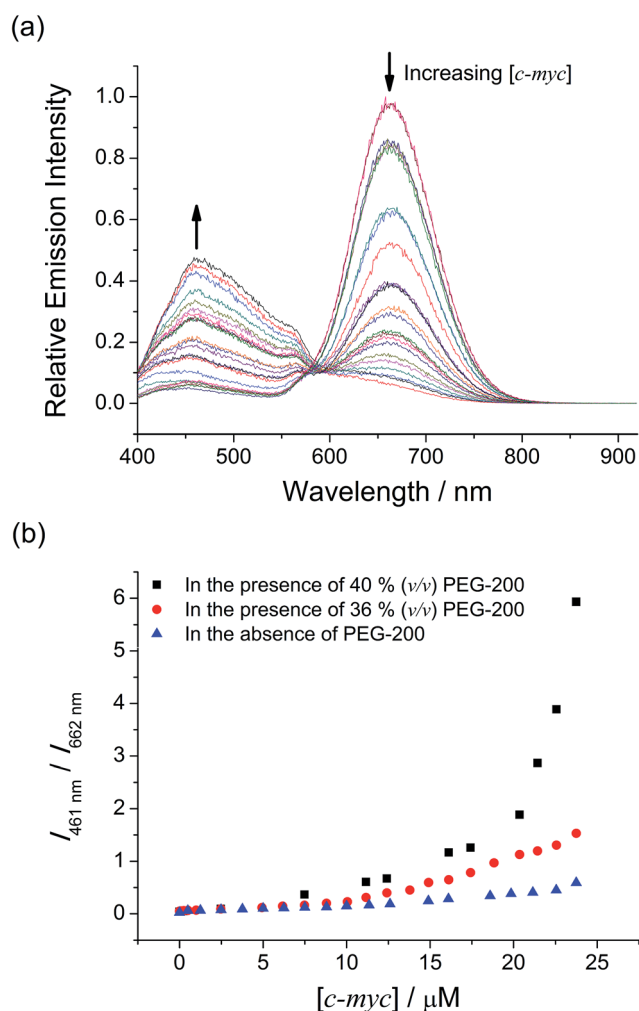 (a)
Increasing [c-myc]
Relative Emission Intensity
1.0
0.8
0.6
0.4
0.2
0.0
400 500 600 700 800 900
Wavelength / nm
(b)
In the presence of 40 % (v/v) PEG-200
In the presence of 36 % (v/v) PEG-200
In the absence of PEG-200
I461 nm / I662 nm
6
5
4
3
2
1
0
0 5 10 15 20 25
[c-myc] / μM